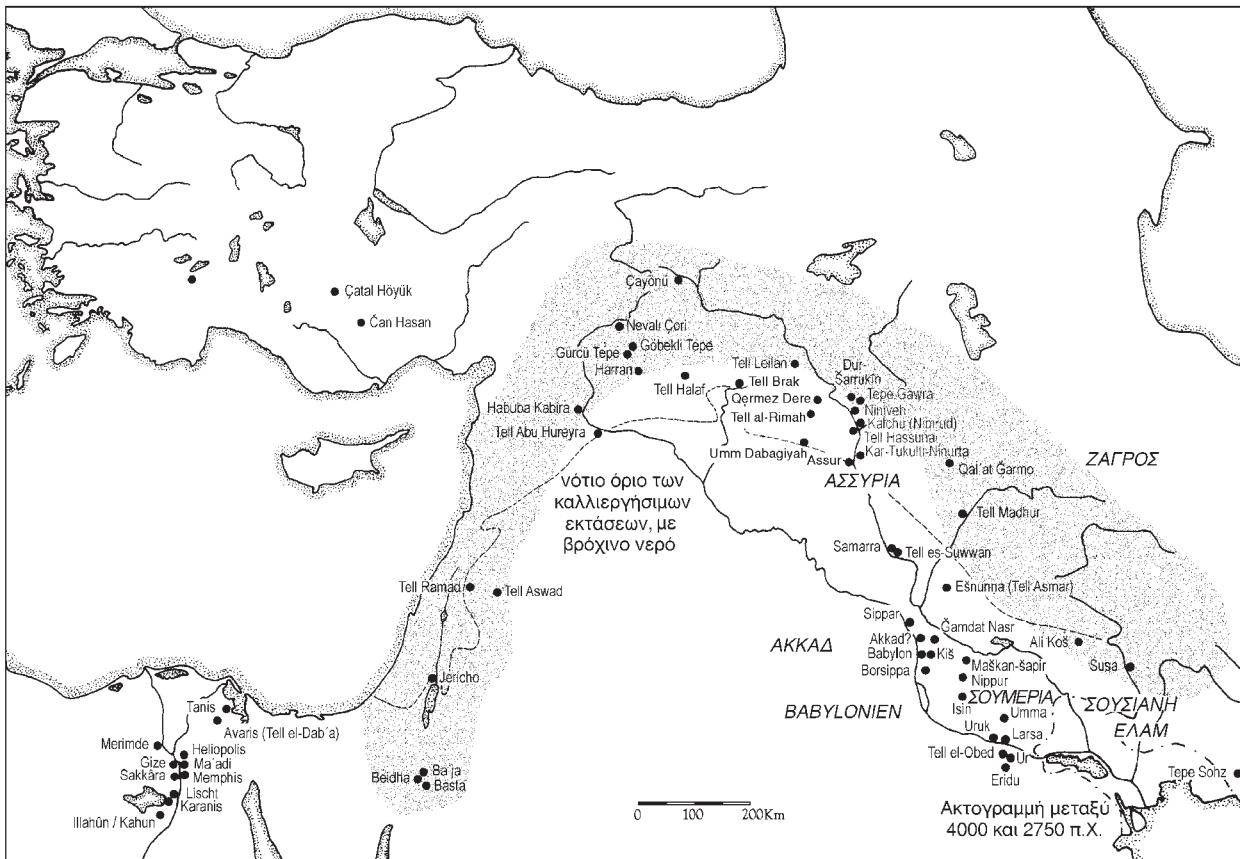 Çayönü
Çatal Höyük
Čan Hasan
Nevalı Çori
Göbekli Tepe
Gürcü Tepe
Harran
Tell Halaf
Tell Leilan
Tell Brak
Qermez Dere
Tell al-Rimah
Umm Dabagiyah
Dur-
Šarrukin
Tepe Gawra
Niniveh
Kalchu (Nimrud)
Tell Hassuna
Kar-Tukulti-Ninurta
Assur
ΑΣΣΥΡΙΑ
Qal´at Ğarmo
ΖΑΓΡΟΣ
Habuba Kabira
Tell Abu Hureyra
νότιο όριο των
καλλιεργήσιμων
εκτάσεων, με
βρόχινο νερό
Tell Madhur
Samarra
Tell es-Suwwan
Ešnunna (Tell Asmar)
Tell Ramad
Tell Aswad
Sippar
ΑΚΚΑΔ
Akkad?
Ğamdat Nasr
Babylon
Kiš
Borsippa
Maškan-šapir
Nippur
Ali Koš
Susa
Jericho
BABYLONIEN
ΣΟΥΜΕΡΙΑ
ΣΟΥΣΙΑΝΗ
ΕΛΑΜ
Isin
Umma
Uruk
Larsa
Tell el-Obed
Ur
Eridu
Tepe Sohz
Tanis
Avaris (Tell el-Dab´a)
Merimde
Heliopolis
Gize
Ma´adi
Sakkâra
Memphis
Lischt
Karanis
Illahûn / Kahun
Ba´ja
Beidha
Basta
0
100
200Km
Ακτογραμμή μεταξύ
4000 και 2750 π.Χ.